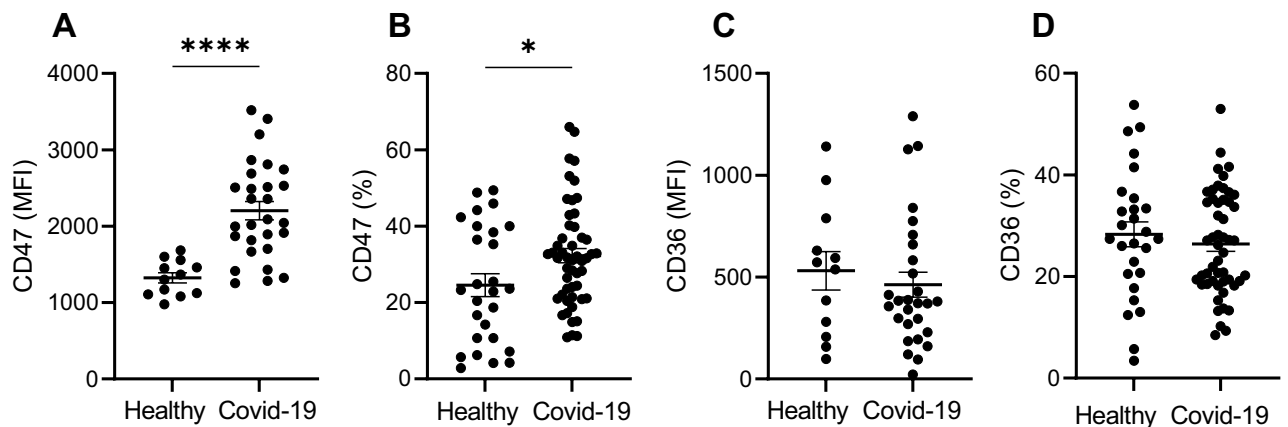 A
****
CD47 (MFI)
4000
3000
2000
1000
0
Healthy Covid-19
B
*
CD47 (%)
80
60
40
20
0
Healthy Covid-19
C
CD36 (MFI)
1500
1000
500
0
Healthy Covid-19
D
CD36 (%)
60
40
20
0
Healthy Covid-19